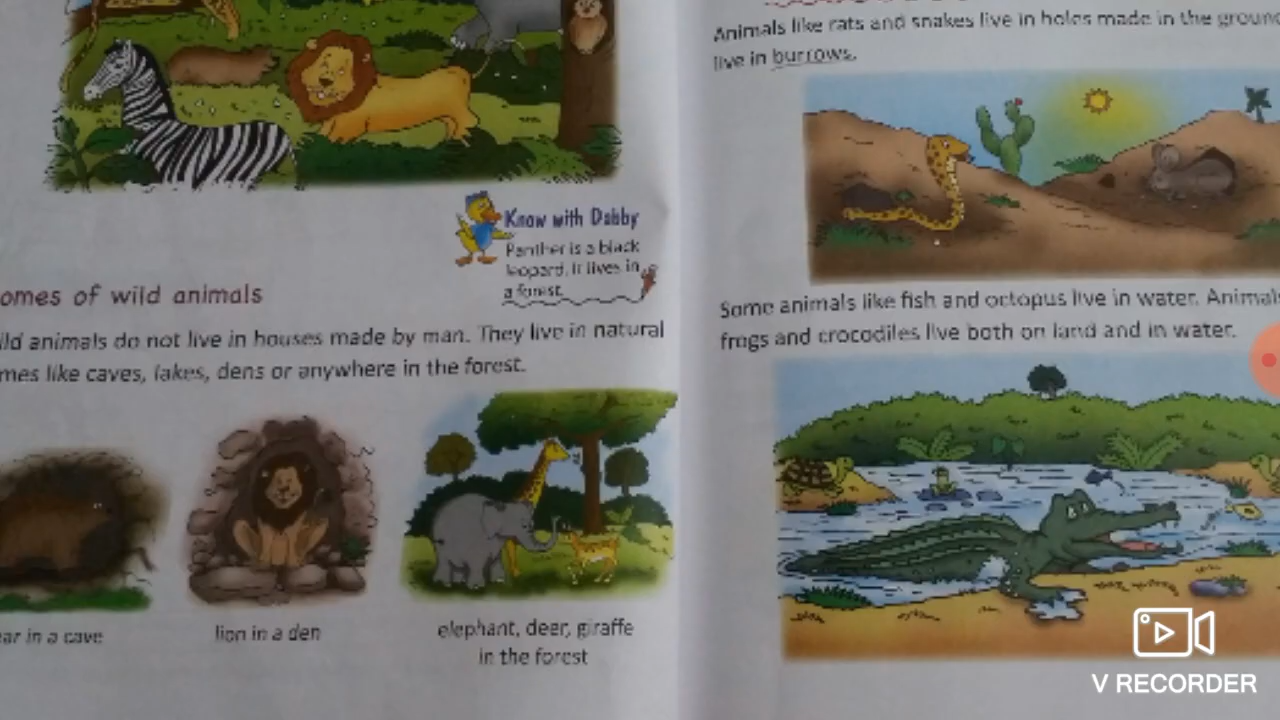 Know with Dabby
Panther is a black
leopard. It lives in
a forest.
omes of wild animals
ild animals do not live in houses made by man. They live in natural
mes like caves, lakes, dens or anywhere in the forest.
ar in a cave
lion in a den
elephant, deer, giraffe
in the forest
Animals like rats and snakes live in holes made in the ground
live in burrows.
Some animals like fish and octopus live in water. Animals
frogs and crocodiles live both on land and in water.
V RECORDER